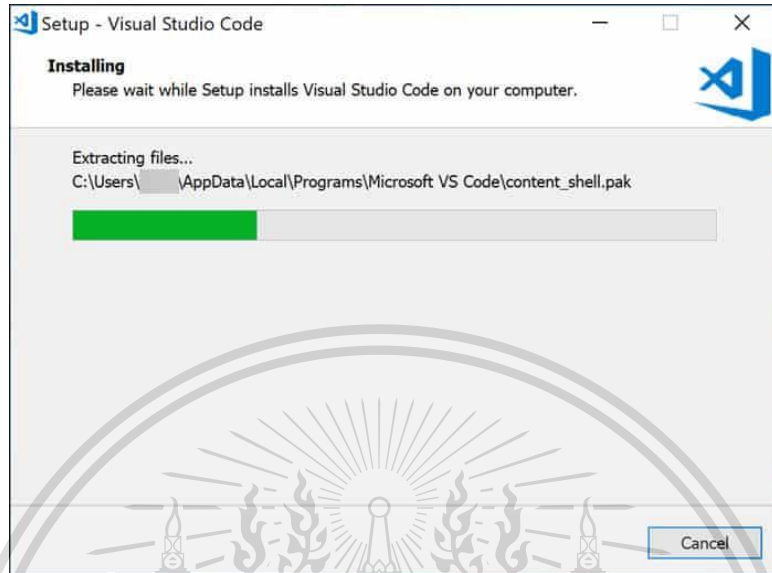 Setup - Visual Studio Code
Installing
Please wait while Setup installs Visual Studio Code on your computer.
Extracting files...
C:\Users\ \AppData\Local\Programs\Microsoft VS Code\content_shell.pak
Cancel